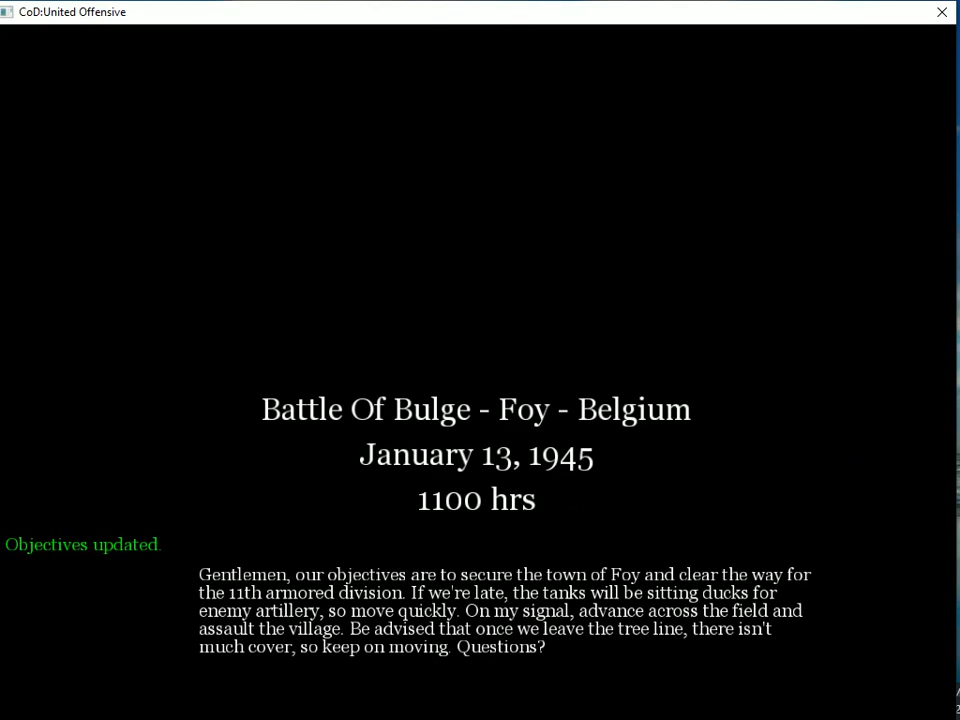 CoD:United Offensive
Battle Of Bulge - Foy - Belgium
January 13, 1945
1100 hrs
Objectives updated.
Gentlemen, our objectives are to secure the town of Foy and clear the way for
the 11th armored division. If we're late, the tanks will be sitting ducks for
enemy artillery, so move quickly. On my signal, advance across the field and
assault the village. Be advised that once we leave the tree line, there isn't
much cover, so keep on moving. Questions?